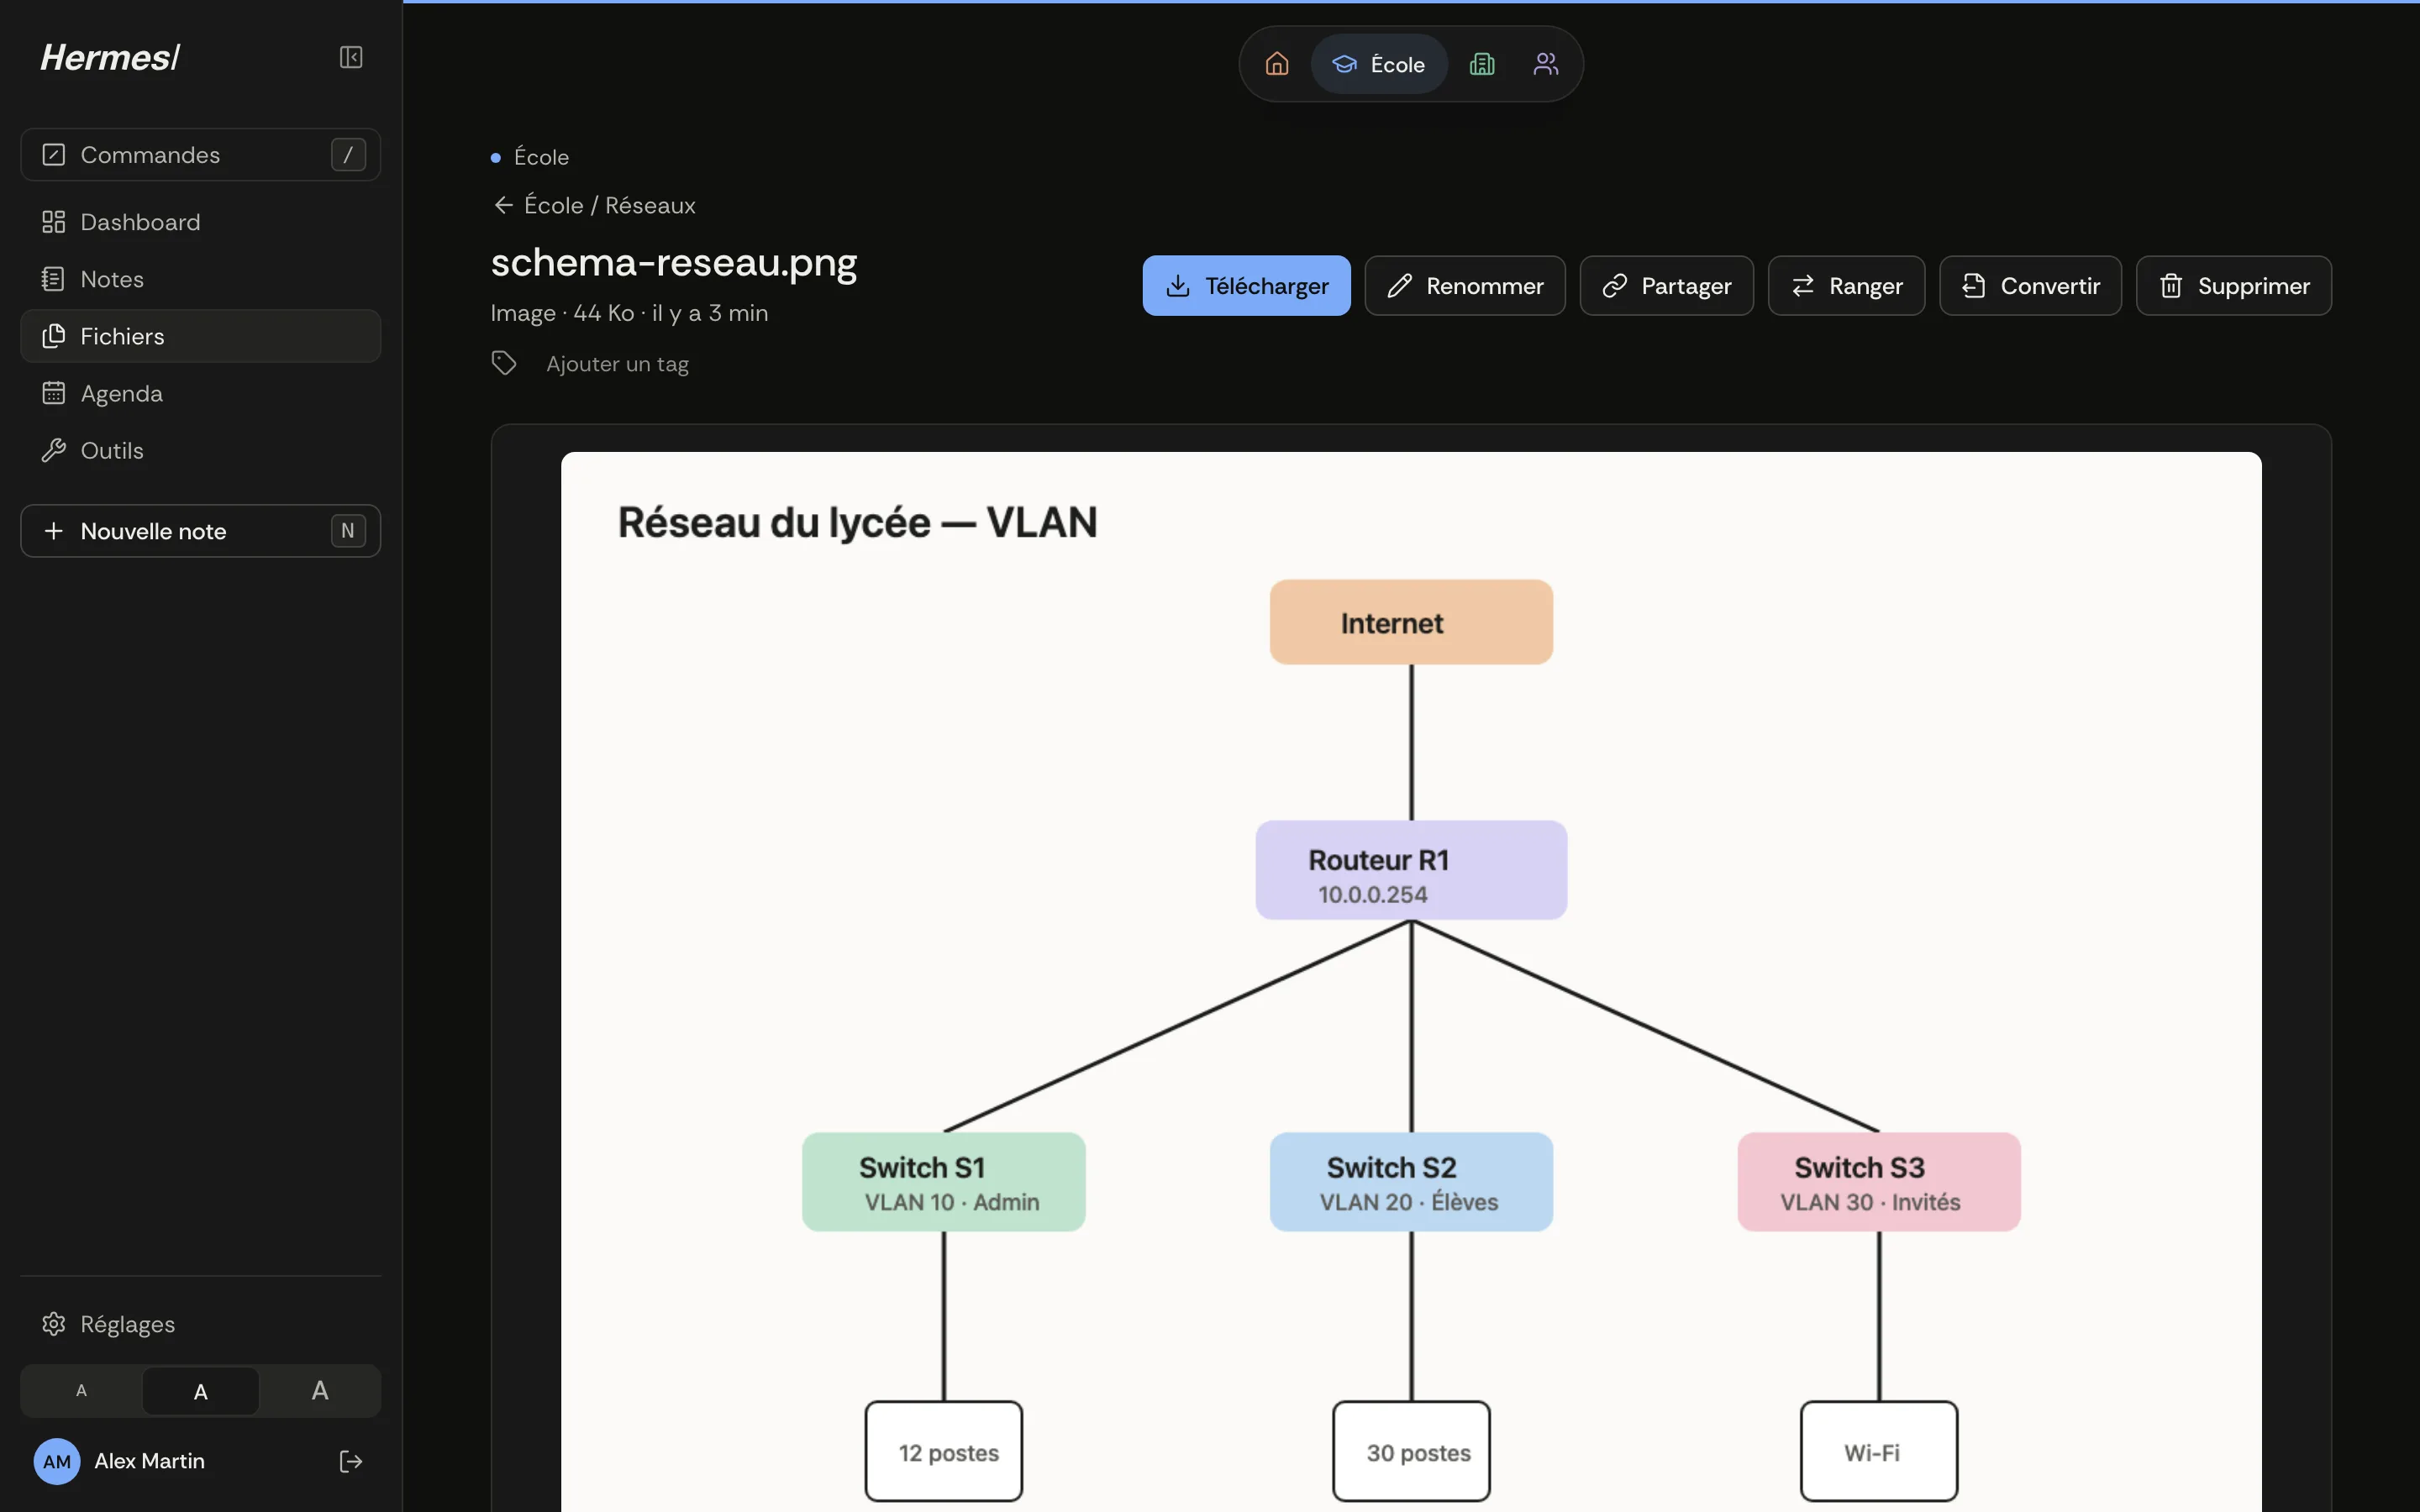 Hermes/
Commandes /
Dashboard
Notes
Fichiers
Agenda
Outils
Nouvelle note N
Réglages
A A A
AM Alex Martin
École
École
École / Réseaux
schema-reseau.png
Image · 44 Ko · il y a 3 min
Ajouter un tag
Télécharger Renommer Partager Ranger Convertir Supprimer
Réseau du lycée — VLAN
Internet
Routeur R1
10.0.0.254
Switch S1
VLAN 10 · Admin
Switch S2
VLAN 20 · Élèves
Switch S3
VLAN 30 · Invités
12 postes
30 postes
Wi-Fi